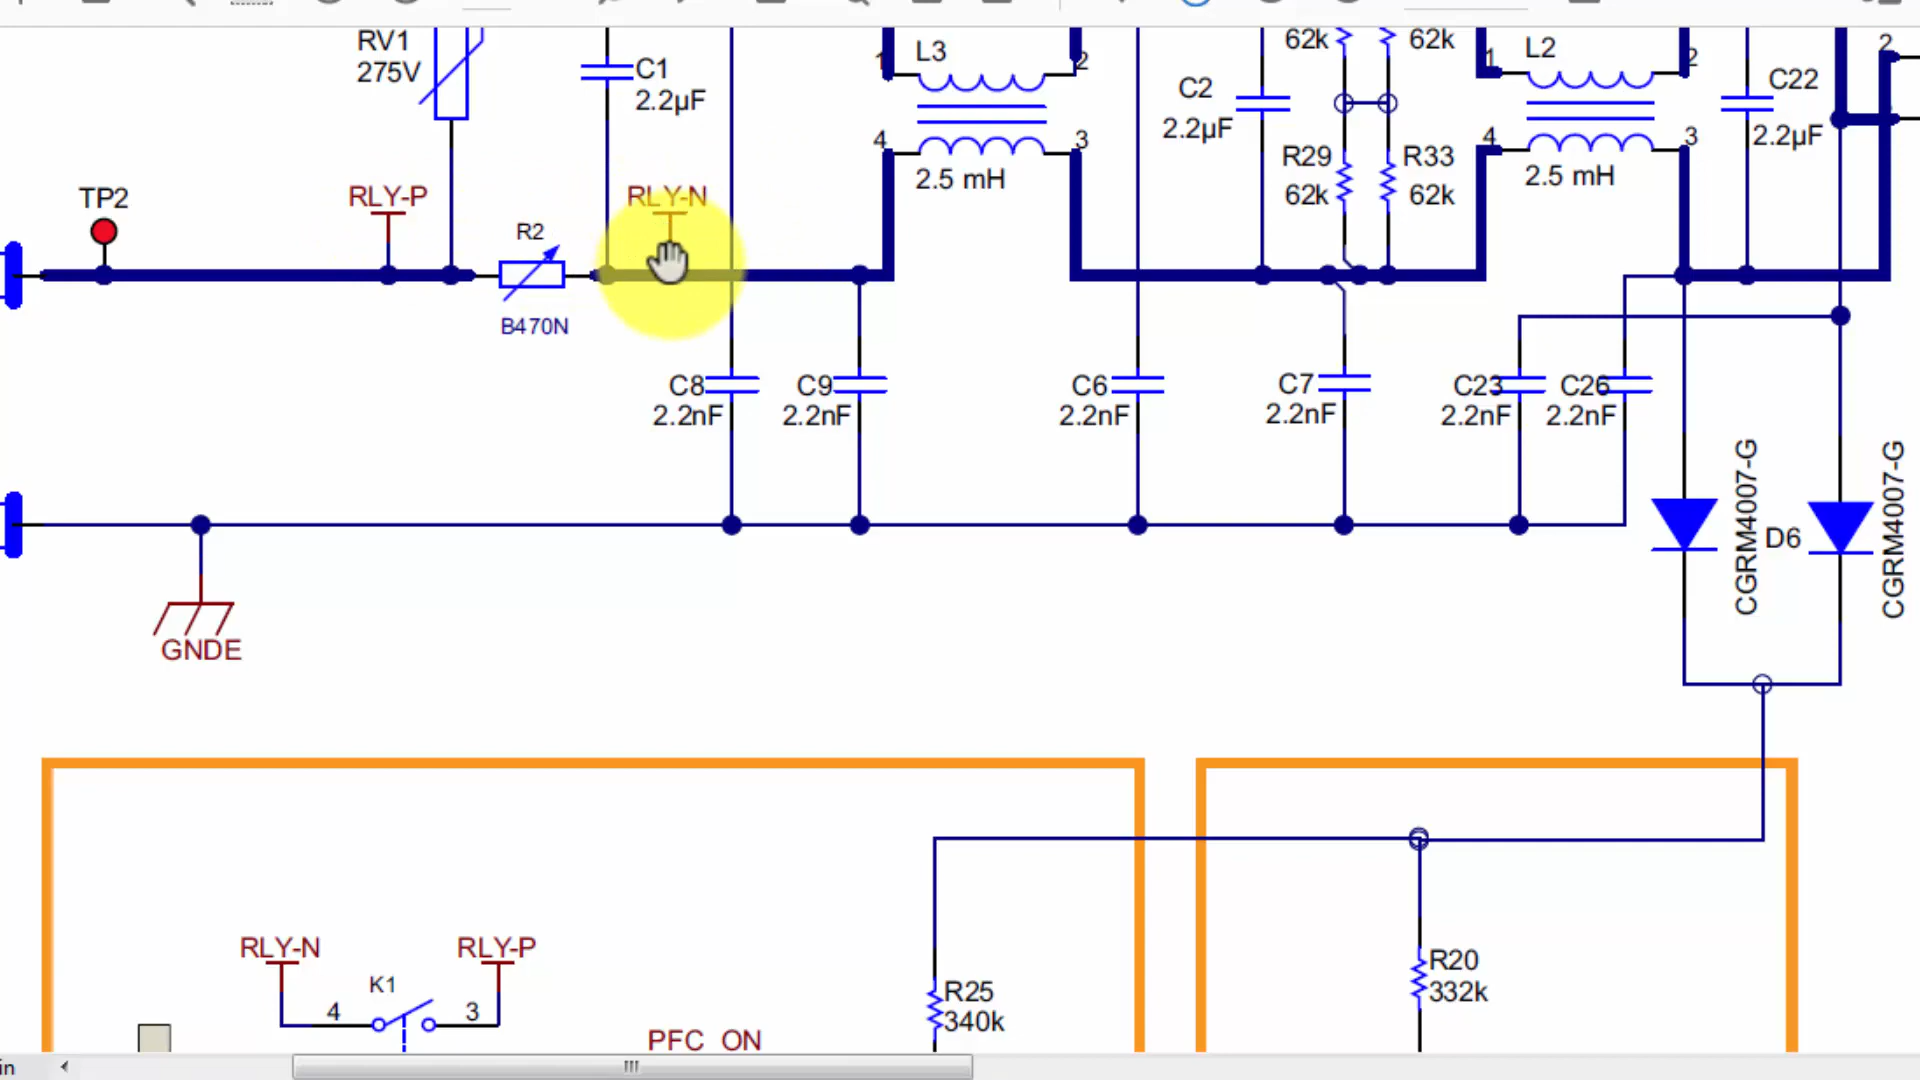 RV1
275V
C1
2.2µF
1
L3
2
4
3
2.5 mH
C2
2.2µF
62k
62k
R29
62k
R33
62k
1
L2
2
4
3
2.5 mH
C22
2.2µF
2
TP2
RLY-P
R2
B470N
RLY-N
C8
2.2nF
C9
2.2nF
C6
2.2nF
C7
2.2nF
C23
2.2nF
C26
2.2nF
CGRM4007-G
D6
CGRM4007-G
GNDE
RLY-N
RLY-P
K1
4
3
PFC_ON
R25
340k
R20
332k
in